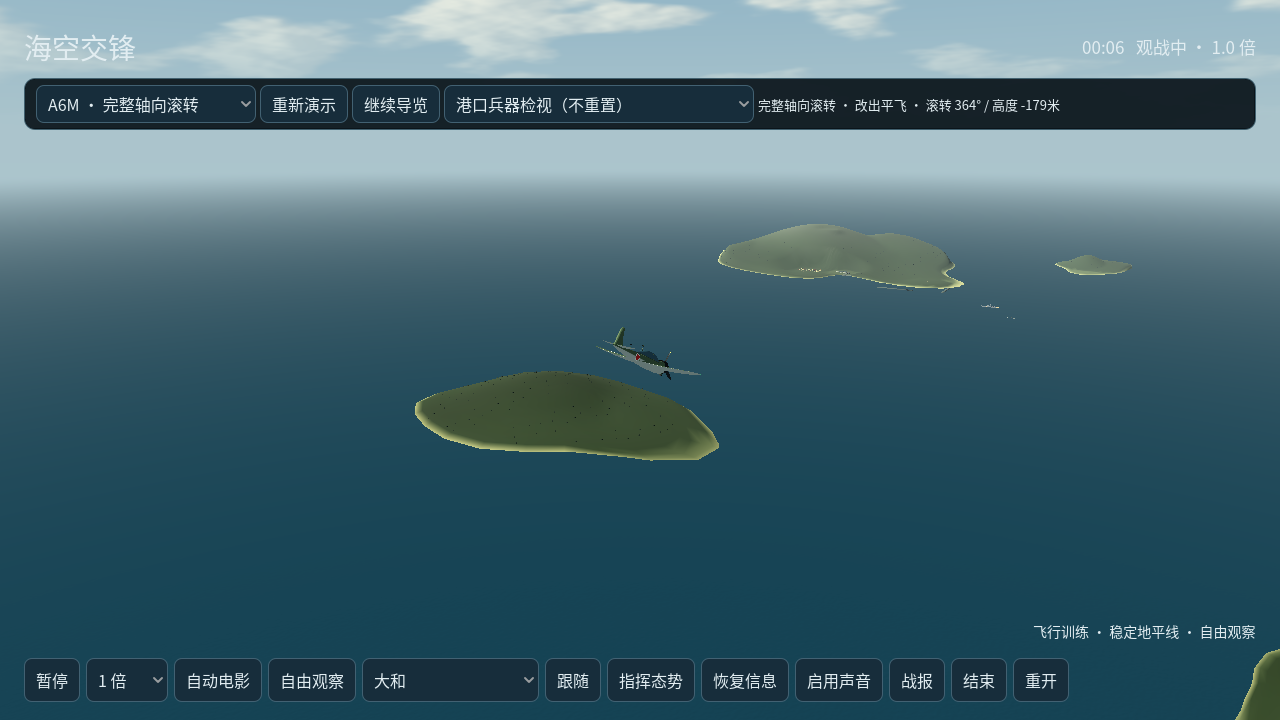 海空交锋
00:06 观战中 · 1.0 倍
A6M · 完整轴向滚转
重新演示
继续导览
港口兵器检视（不重置）
完整轴向滚转 · 改出平飞 · 滚转 364° / 高度 -179米
飞行训练 · 稳定地平线 · 自由观察
暂停
1 倍
自动电影
自由观察
大和
跟随
指挥态势
恢复信息
启用声音
战报
结束
重开